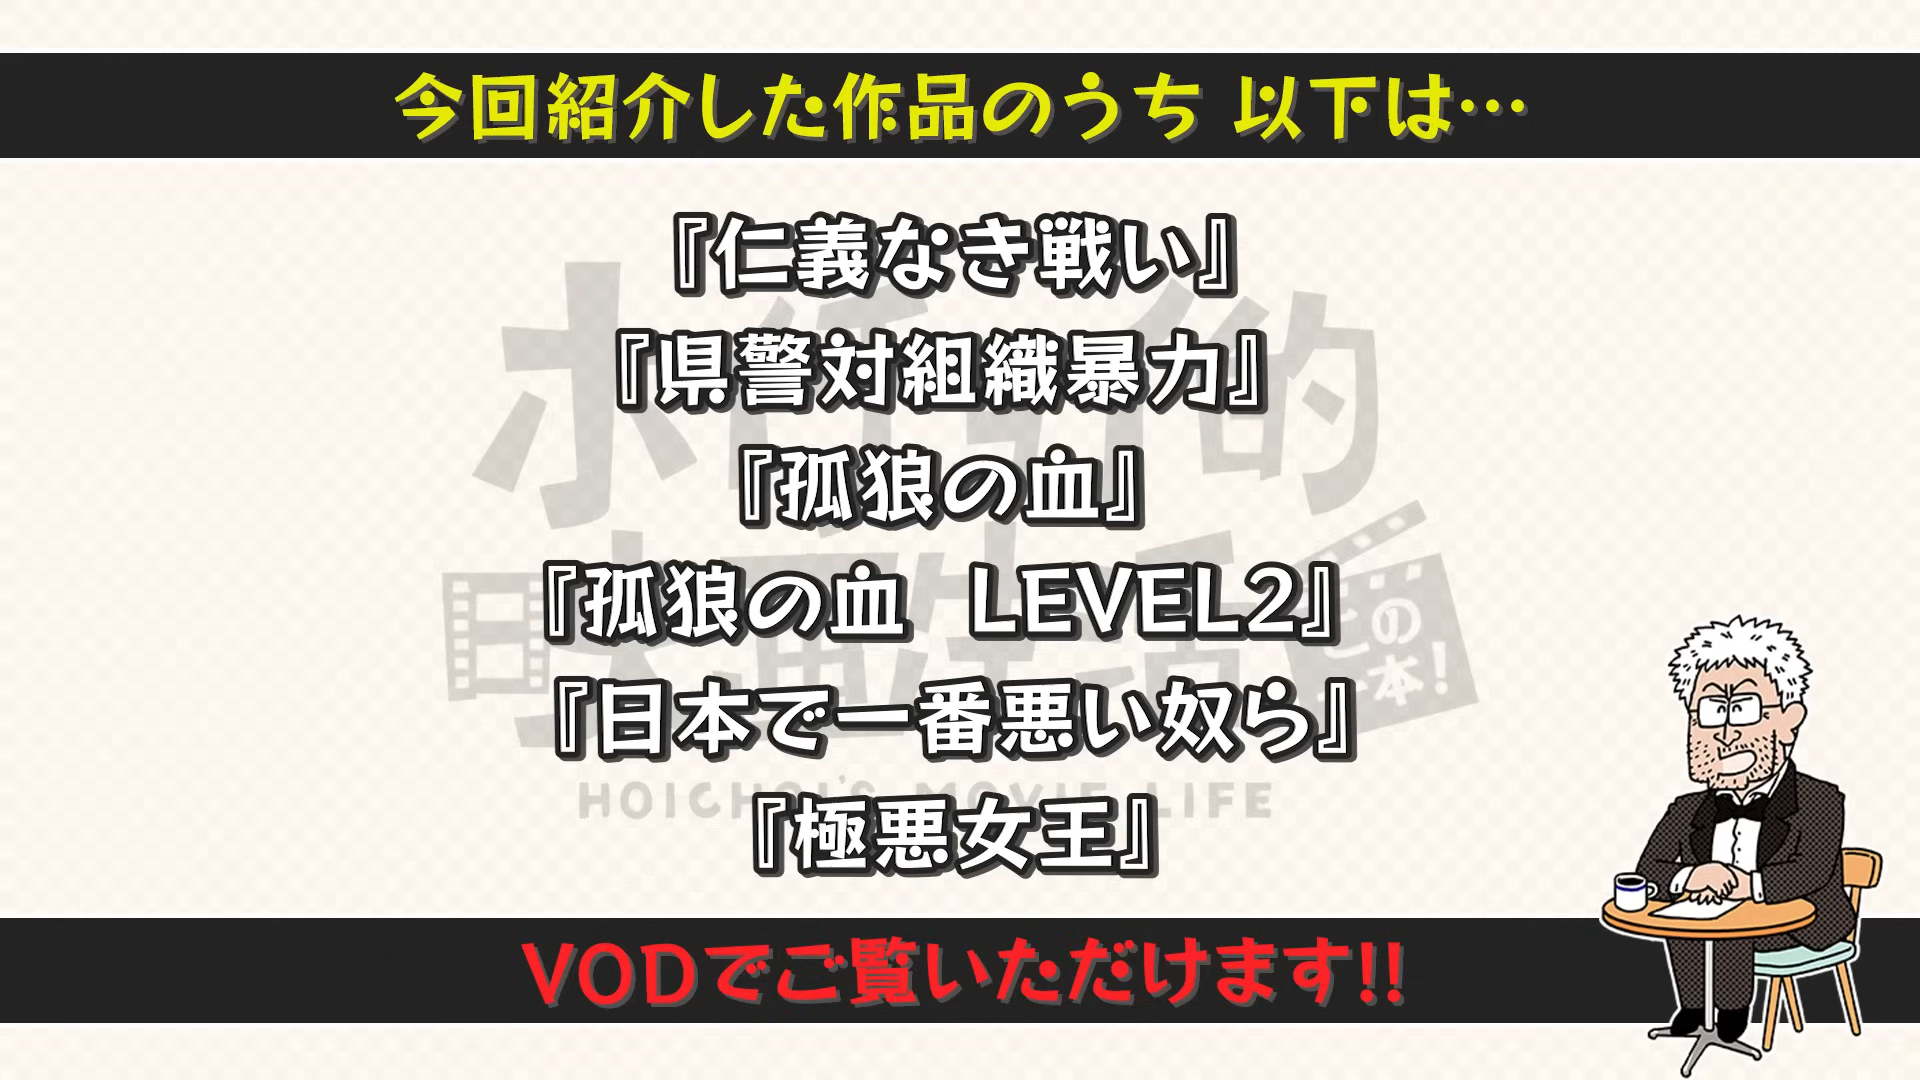 今回紹介した作品のうち 以下は…
『仁義なき戦い』
『県警対組織暴力』
『孤狼の血』
『孤狼の血　LEVEL2』
『日本で一番悪い奴ら』
『極悪女王』
HOICHOI'S MOVIE LIFE
VODでご覧いただけます!!